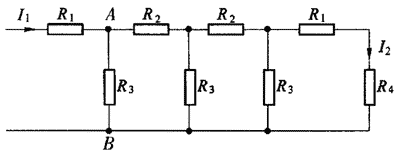 I₁ R₁ A R₂ R₂ R₁
I₂
R₃ R₃ R₃ R₄
B